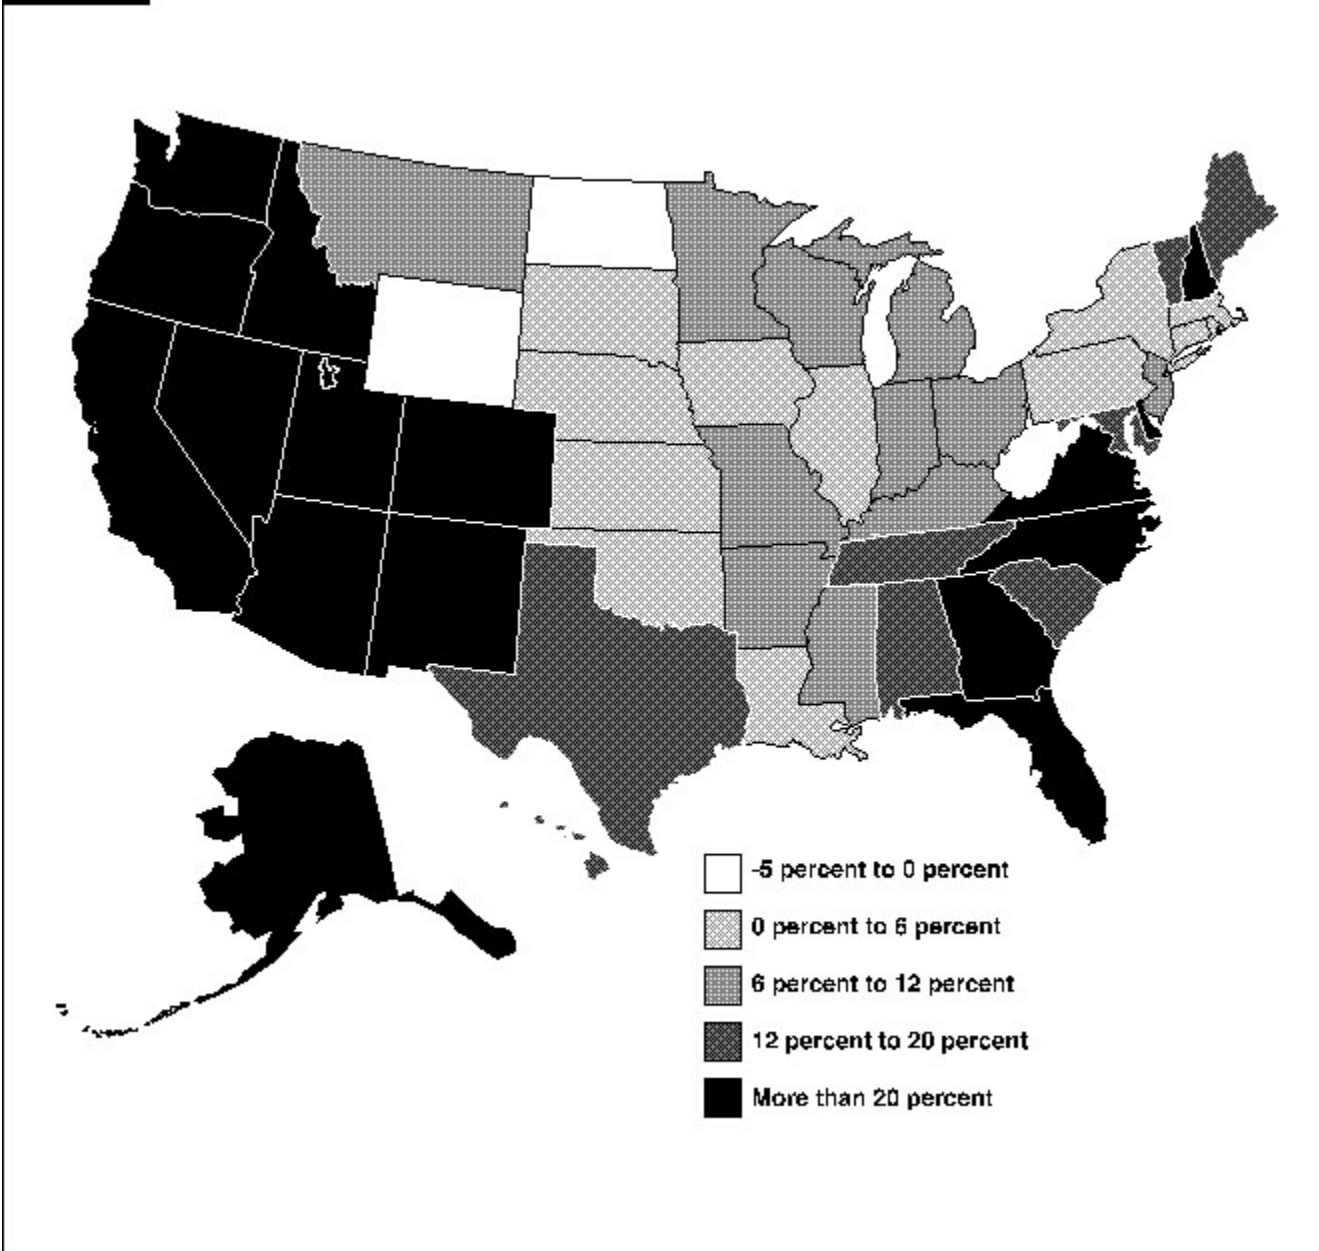 -5 percent to 0 percent
0 percent to 6 percent
6 percent to 12 percent
12 percent to 20 percent
More than 20 percent